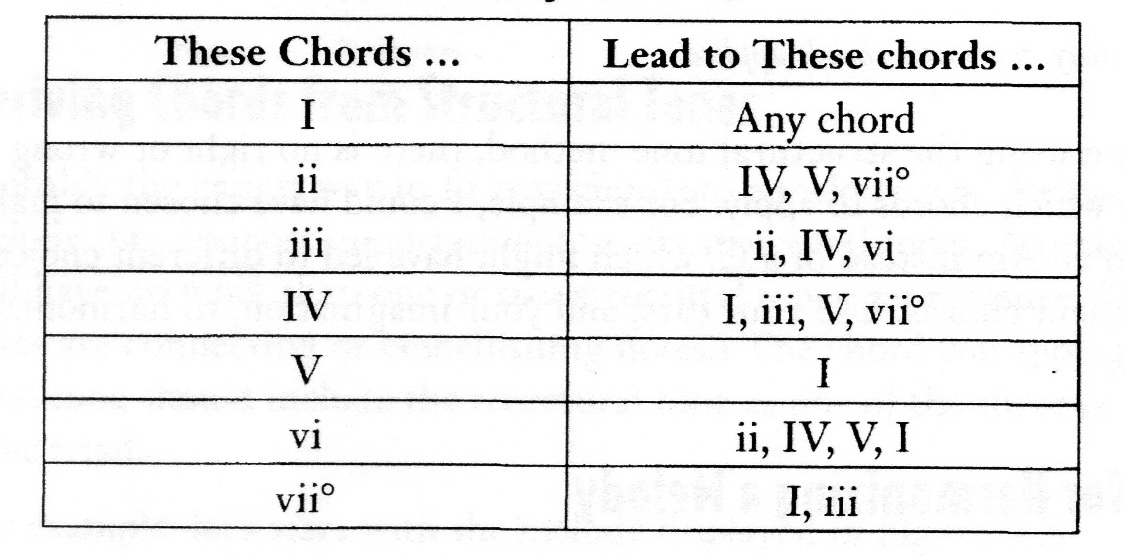 These Chords ... Lead to These chords ...
I Any chord
ii IV, V, vii°
iii ii, IV, vi
IV I, iii, V, vii°
V I
vi ii, IV, V, I
vii° I, iii